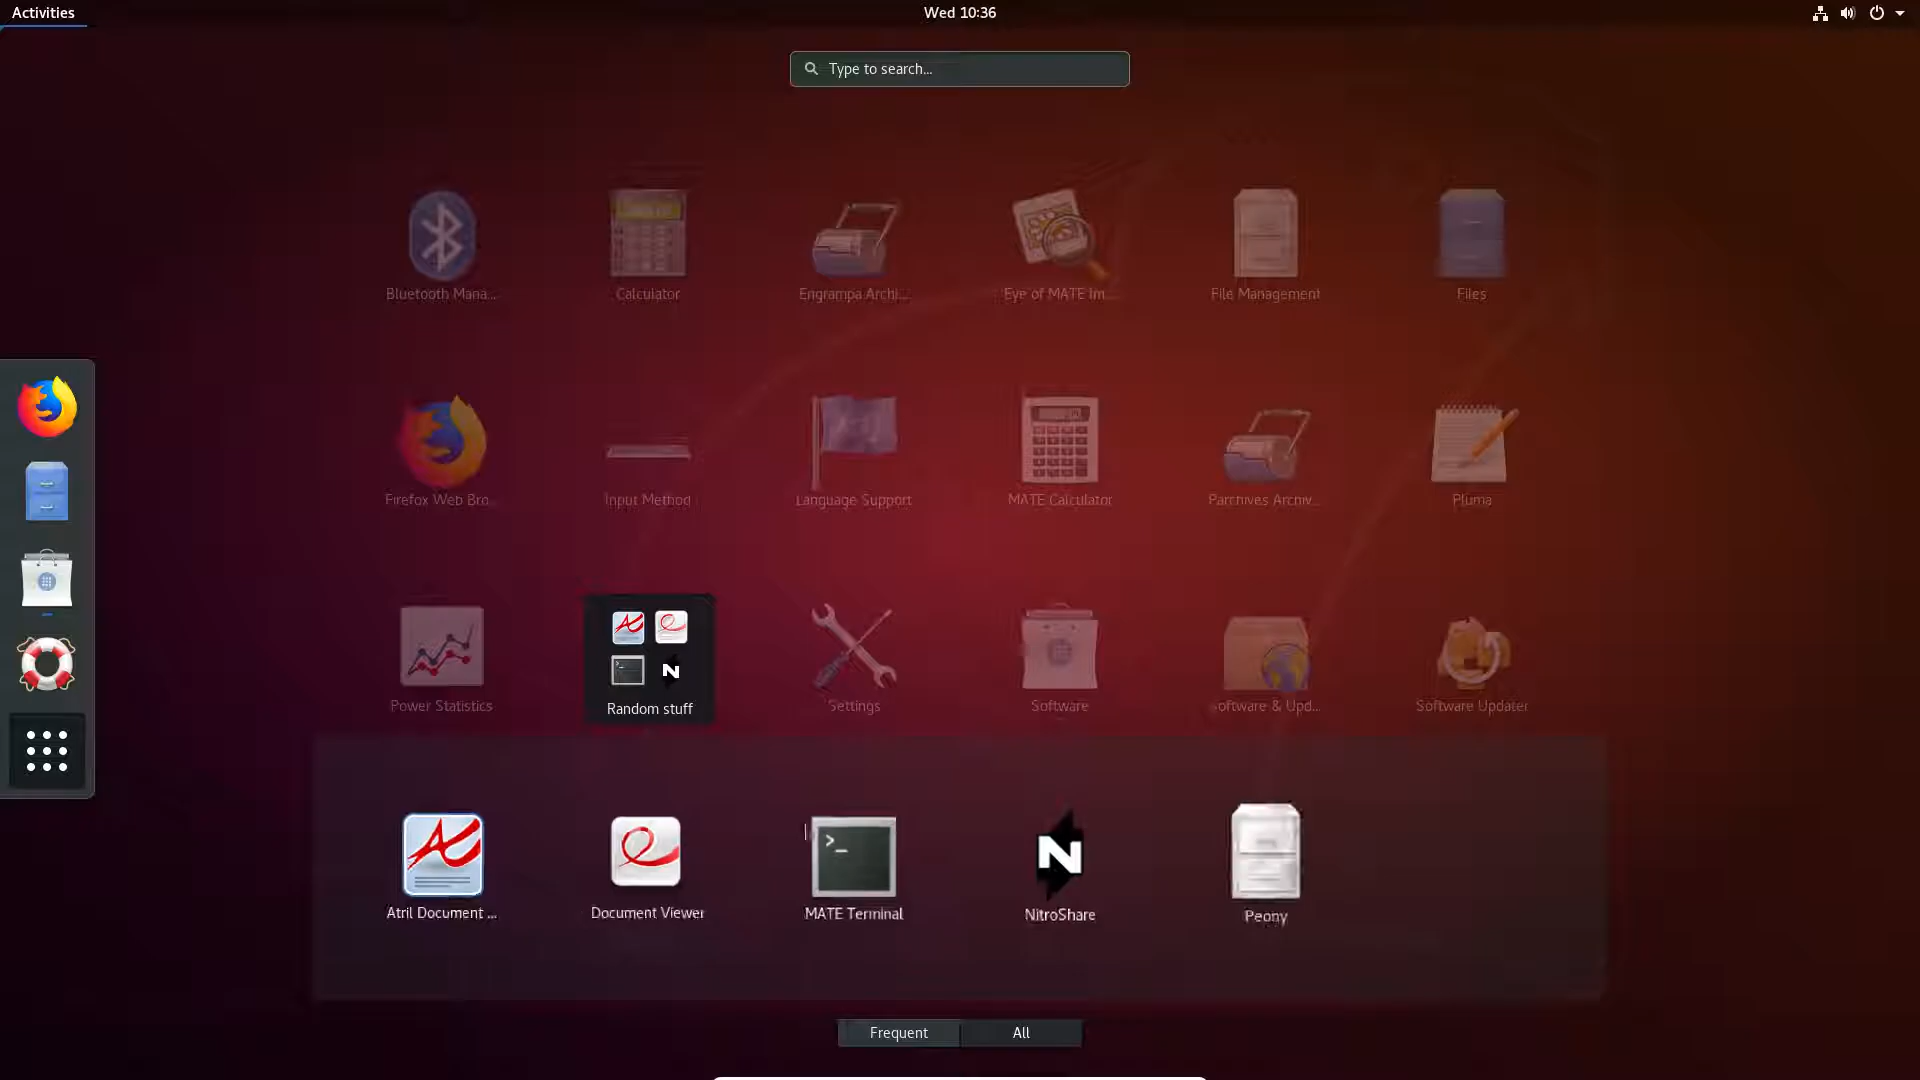 Activities
Wed 10:36
Type to search...
Bluetooth Mana...
Calculator
Engrampa Archi...
Eye of MATE Im...
File Management
Files
Firefox Web Bro...
Input Method
Language Support
MATE Calculator
Parchives Archiv...
Pluma
Power Statistics
Random stuff
Settings
Software
Software & Upd...
Software Updater
Atril Document ...
Document Viewer
MATE Terminal
NitroShare
Peony
Frequent
All